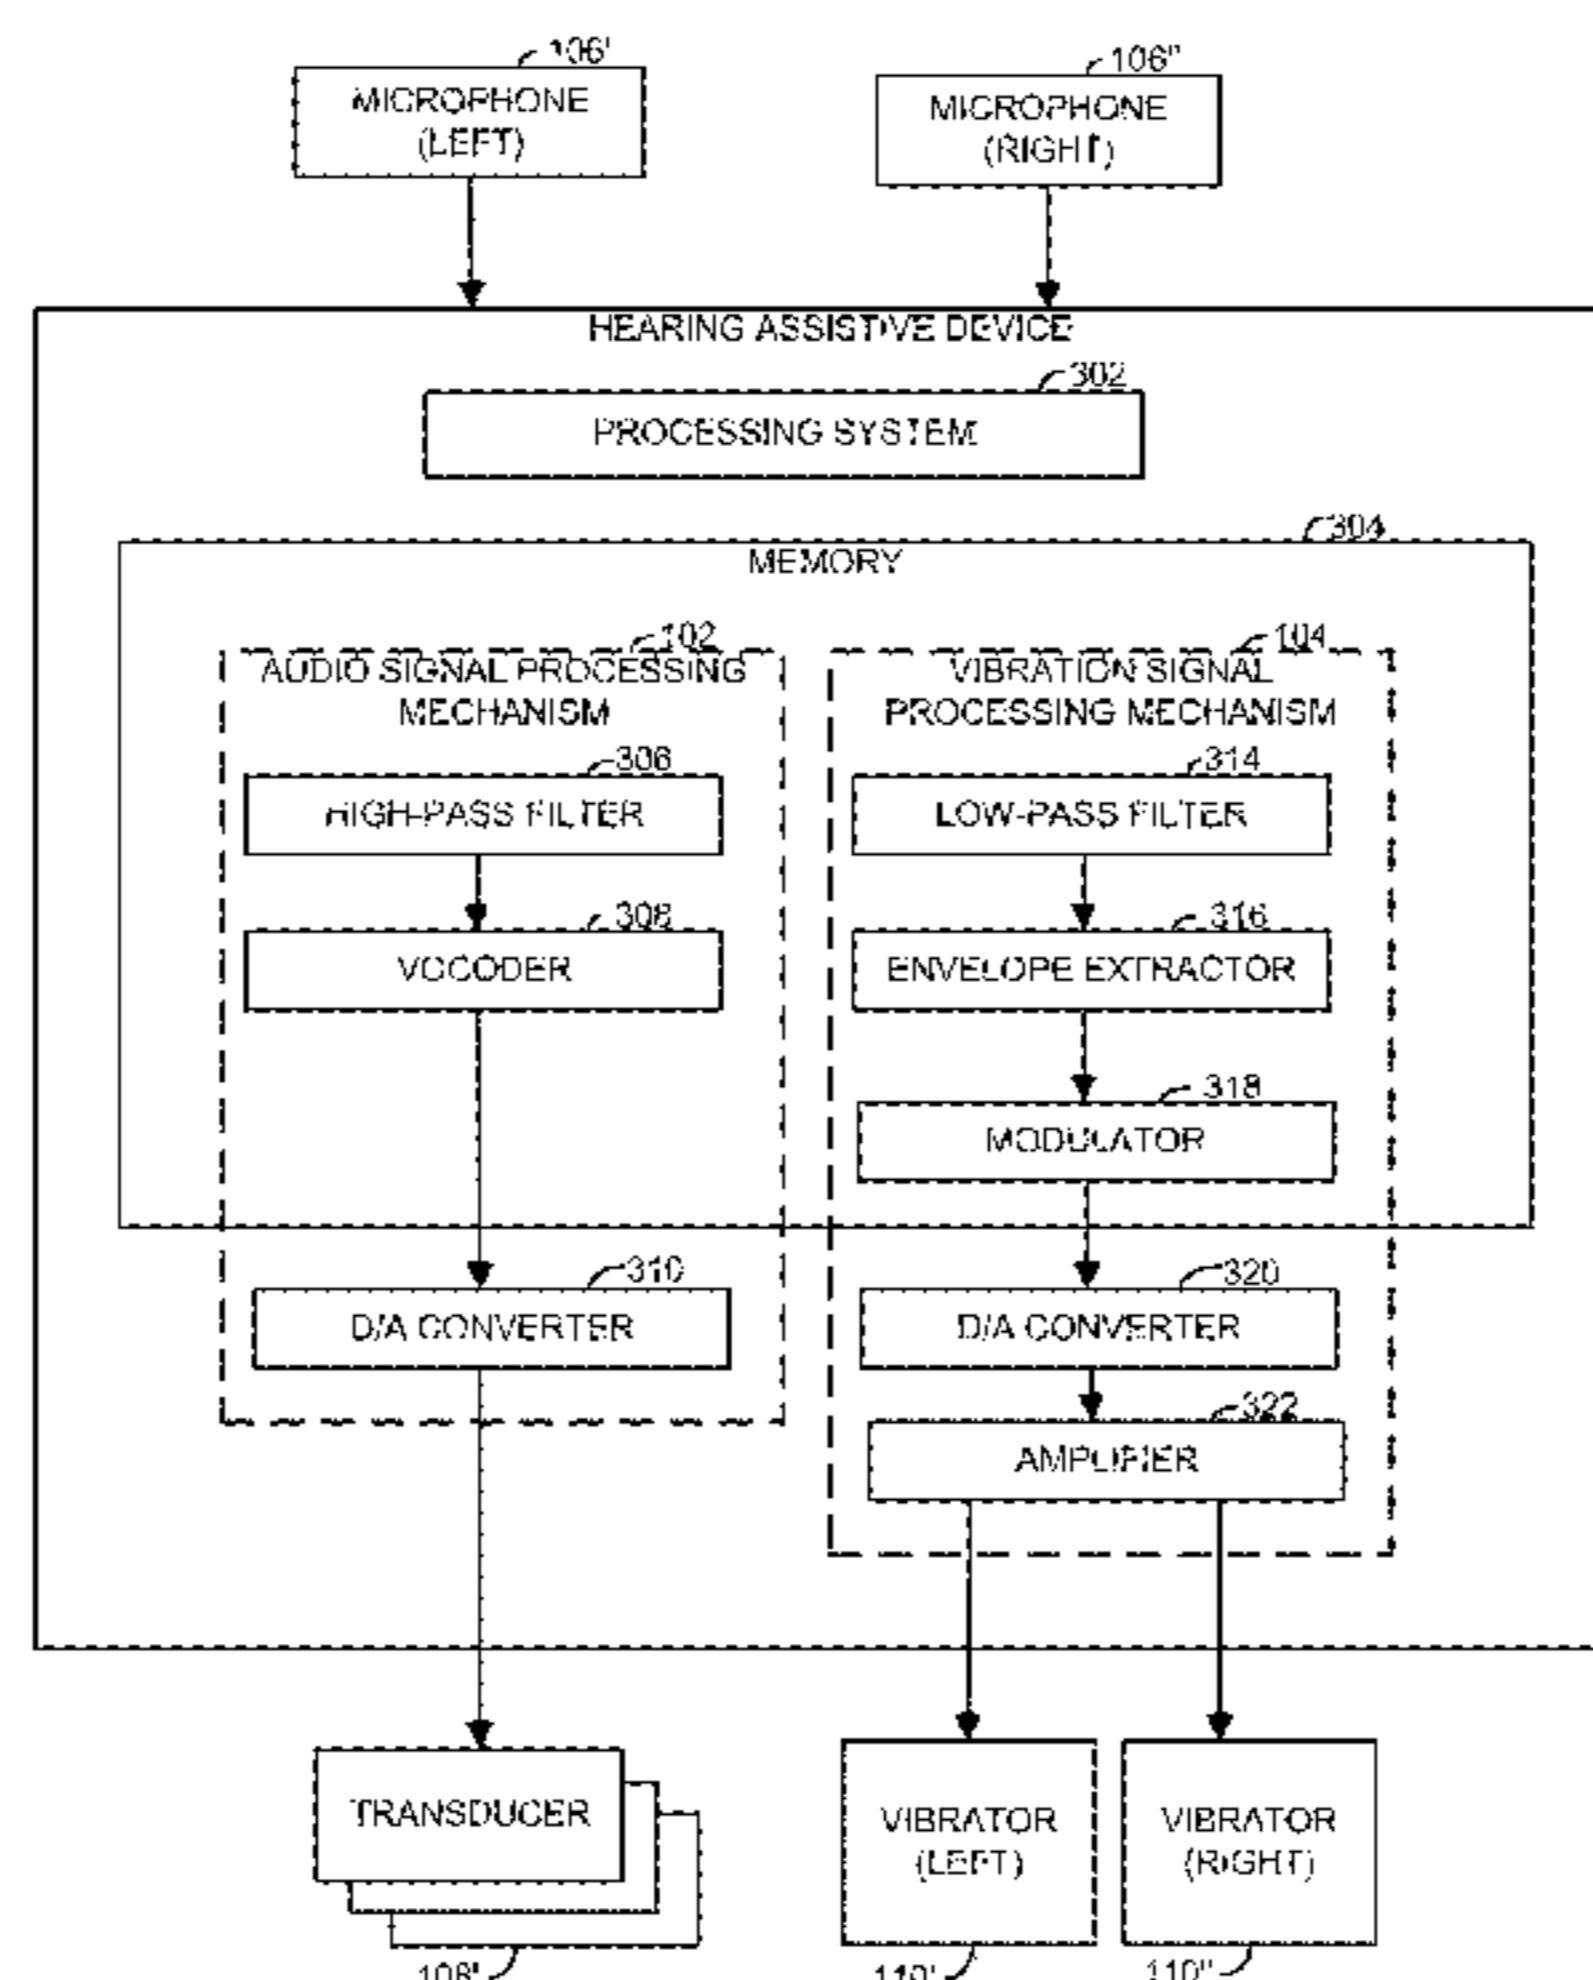 106'
106"
MICROPHONE
(LEFT)
MICROPHONE
(RIGHT)
HEARING ASSISTIVE DEVICE
302
PROCESSING SYSTEM
304
MEMORY
102
104
AUDIO SIGNAL PROCESSING
MECHANISM
VIBRATION SIGNAL
PROCESSING MECHANISM
306
314
HIGH-PASS FILTER
LOW-PASS FILTER
308
316
VOCODER
ENVELOPE EXTRACTOR
318
MODULATOR
310
320
D/A CONVERTER
D/A CONVERTER
322
AMPLIFIER
TRANSDUCER
VIBRATOR
(LEFT)
VIBRATOR
(RIGHT)
108'
110'
110"